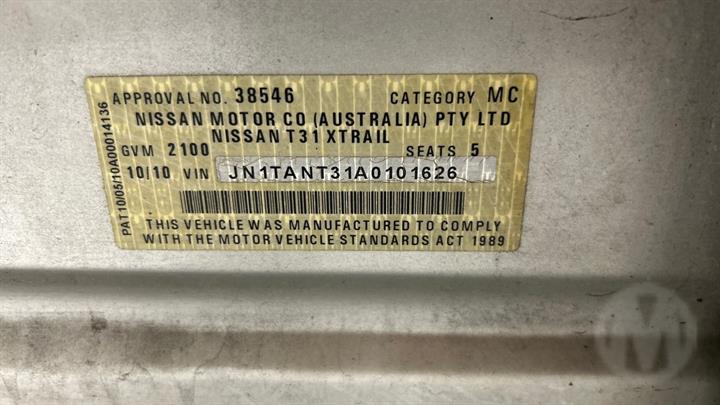 APPROVAL NO. 38546 CATEGORY MC
NISSAN MOTOR CO (AUSTRALIA) PTY LTD
NISSAN T31 XTRAIL
GVM 2100 SEATS 5
10/10 VIN JN1TANT31A0101626
THIS VEHICLE WAS MANUFACTURED TO COMPLY
WITH THE MOTOR VEHICLE STANDARDS ACT 1989
PAT10/05/10A00014136
M